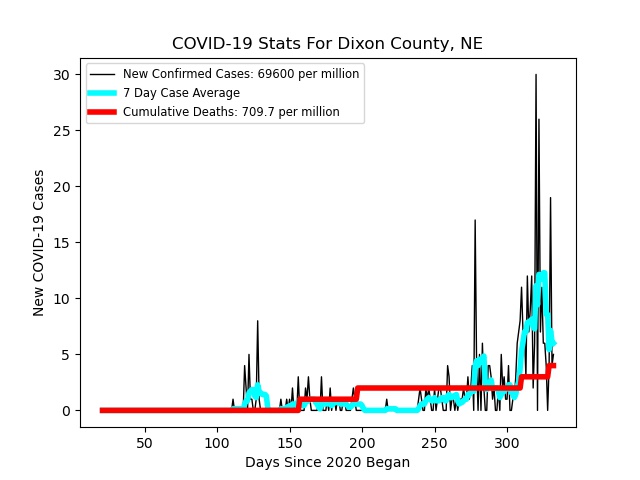 COVID-19 Stats For Dixon County, NE
New Confirmed Cases: 69600 per million
7 Day Case Average
Cumulative Deaths: 709.7 per million
30
25
20
15
10
5
0
New COVID-19 Cases
50 100 150 200 250 300
Days Since 2020 Began